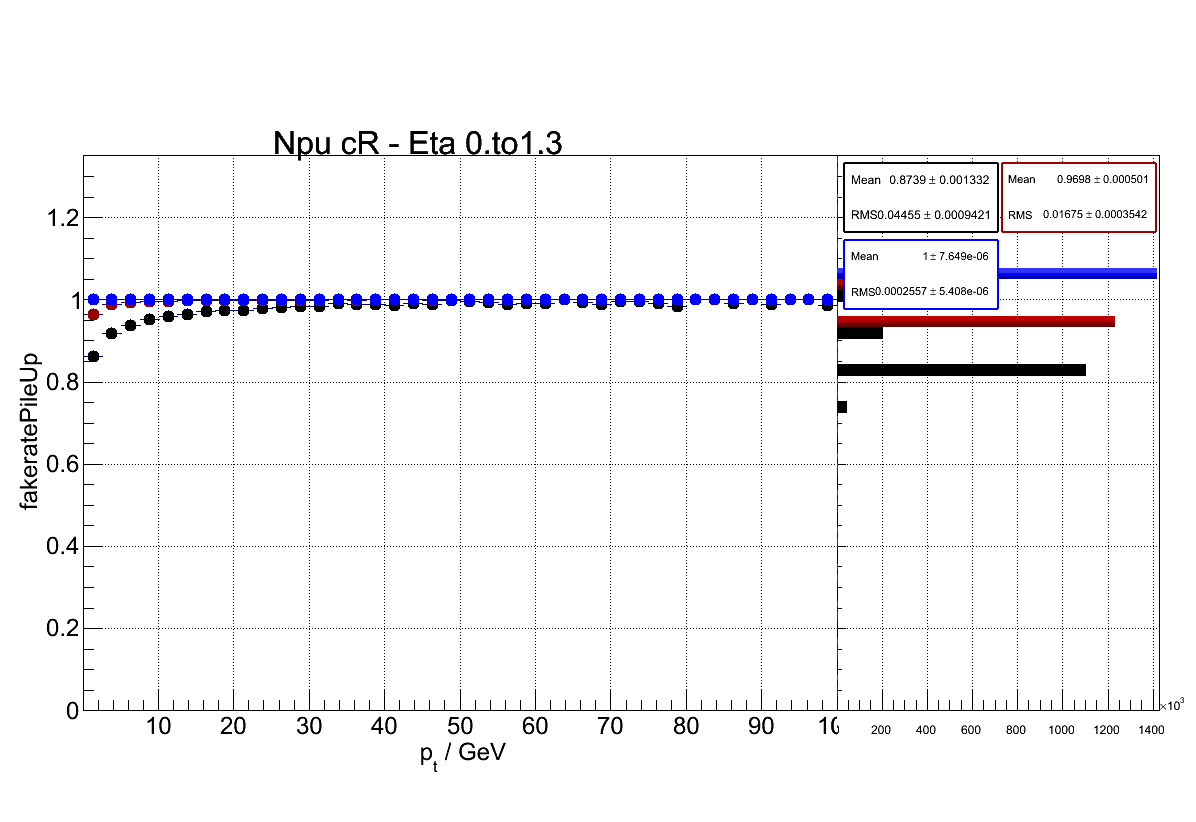 Npu cR - Eta 0.to1.3
fakeratePileUp
1.2
1
0.8
0.6
0.4
0.2
0
10 20 30 40 50 60 70 80 90 10
p_t / GeV
Mean 0.8739 ± 0.001332
RMS0.04455 ± 0.0009421
Mean 0.9698 ± 0.000501
RMS 0.01675 ± 0.0003542
Mean 1 ± 7.649e-06
RMS0.0002557 ± 5.408e-06
200 400 600 800 1000 1200 1400
×10³